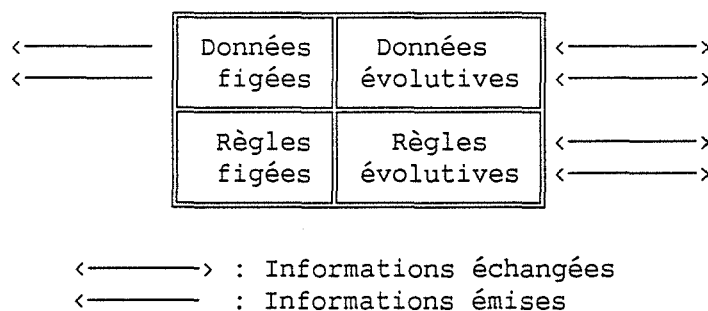 Données Données
figées évolutives
Règles Règles
figées évolutives
: Informations échangées
: Informations émises